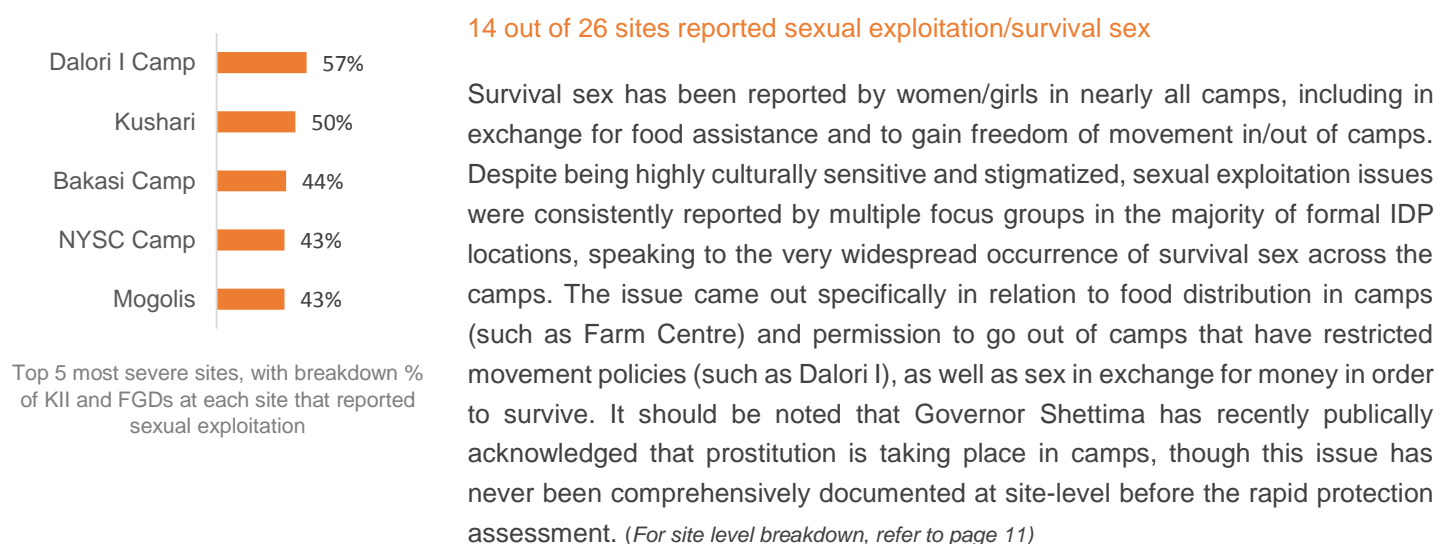 Dalori I Camp 57%
Kushari 50%
Bakasi Camp 44%
NYSC Camp 43%
Mogolis 43%
Top 5 most severe sites, with breakdown %
of KII and FGDs at each site that reported
sexual exploitation
14 out of 26 sites reported sexual exploitation/survival sex
Survival sex has been reported by women/girls in nearly all camps, including in
exchange for food assistance and to gain freedom of movement in/out of camps.
Despite being highly culturally sensitive and stigmatized, sexual exploitation issues
were consistently reported by multiple focus groups in the majority of formal IDP
locations, speaking to the very widespread occurrence of survival sex across the
camps. The issue came out specifically in relation to food distribution in camps
(such as Farm Centre) and permission to go out of camps that have restricted
movement policies (such as Dalori I), as well as sex in exchange for money in order
to survive. It should be noted that Governor Shettima has recently publically
acknowledged that prostitution is taking place in camps, though this issue has
never been comprehensively documented at site-level before the rapid protection
assessment. (For site level breakdown, refer to page 11)